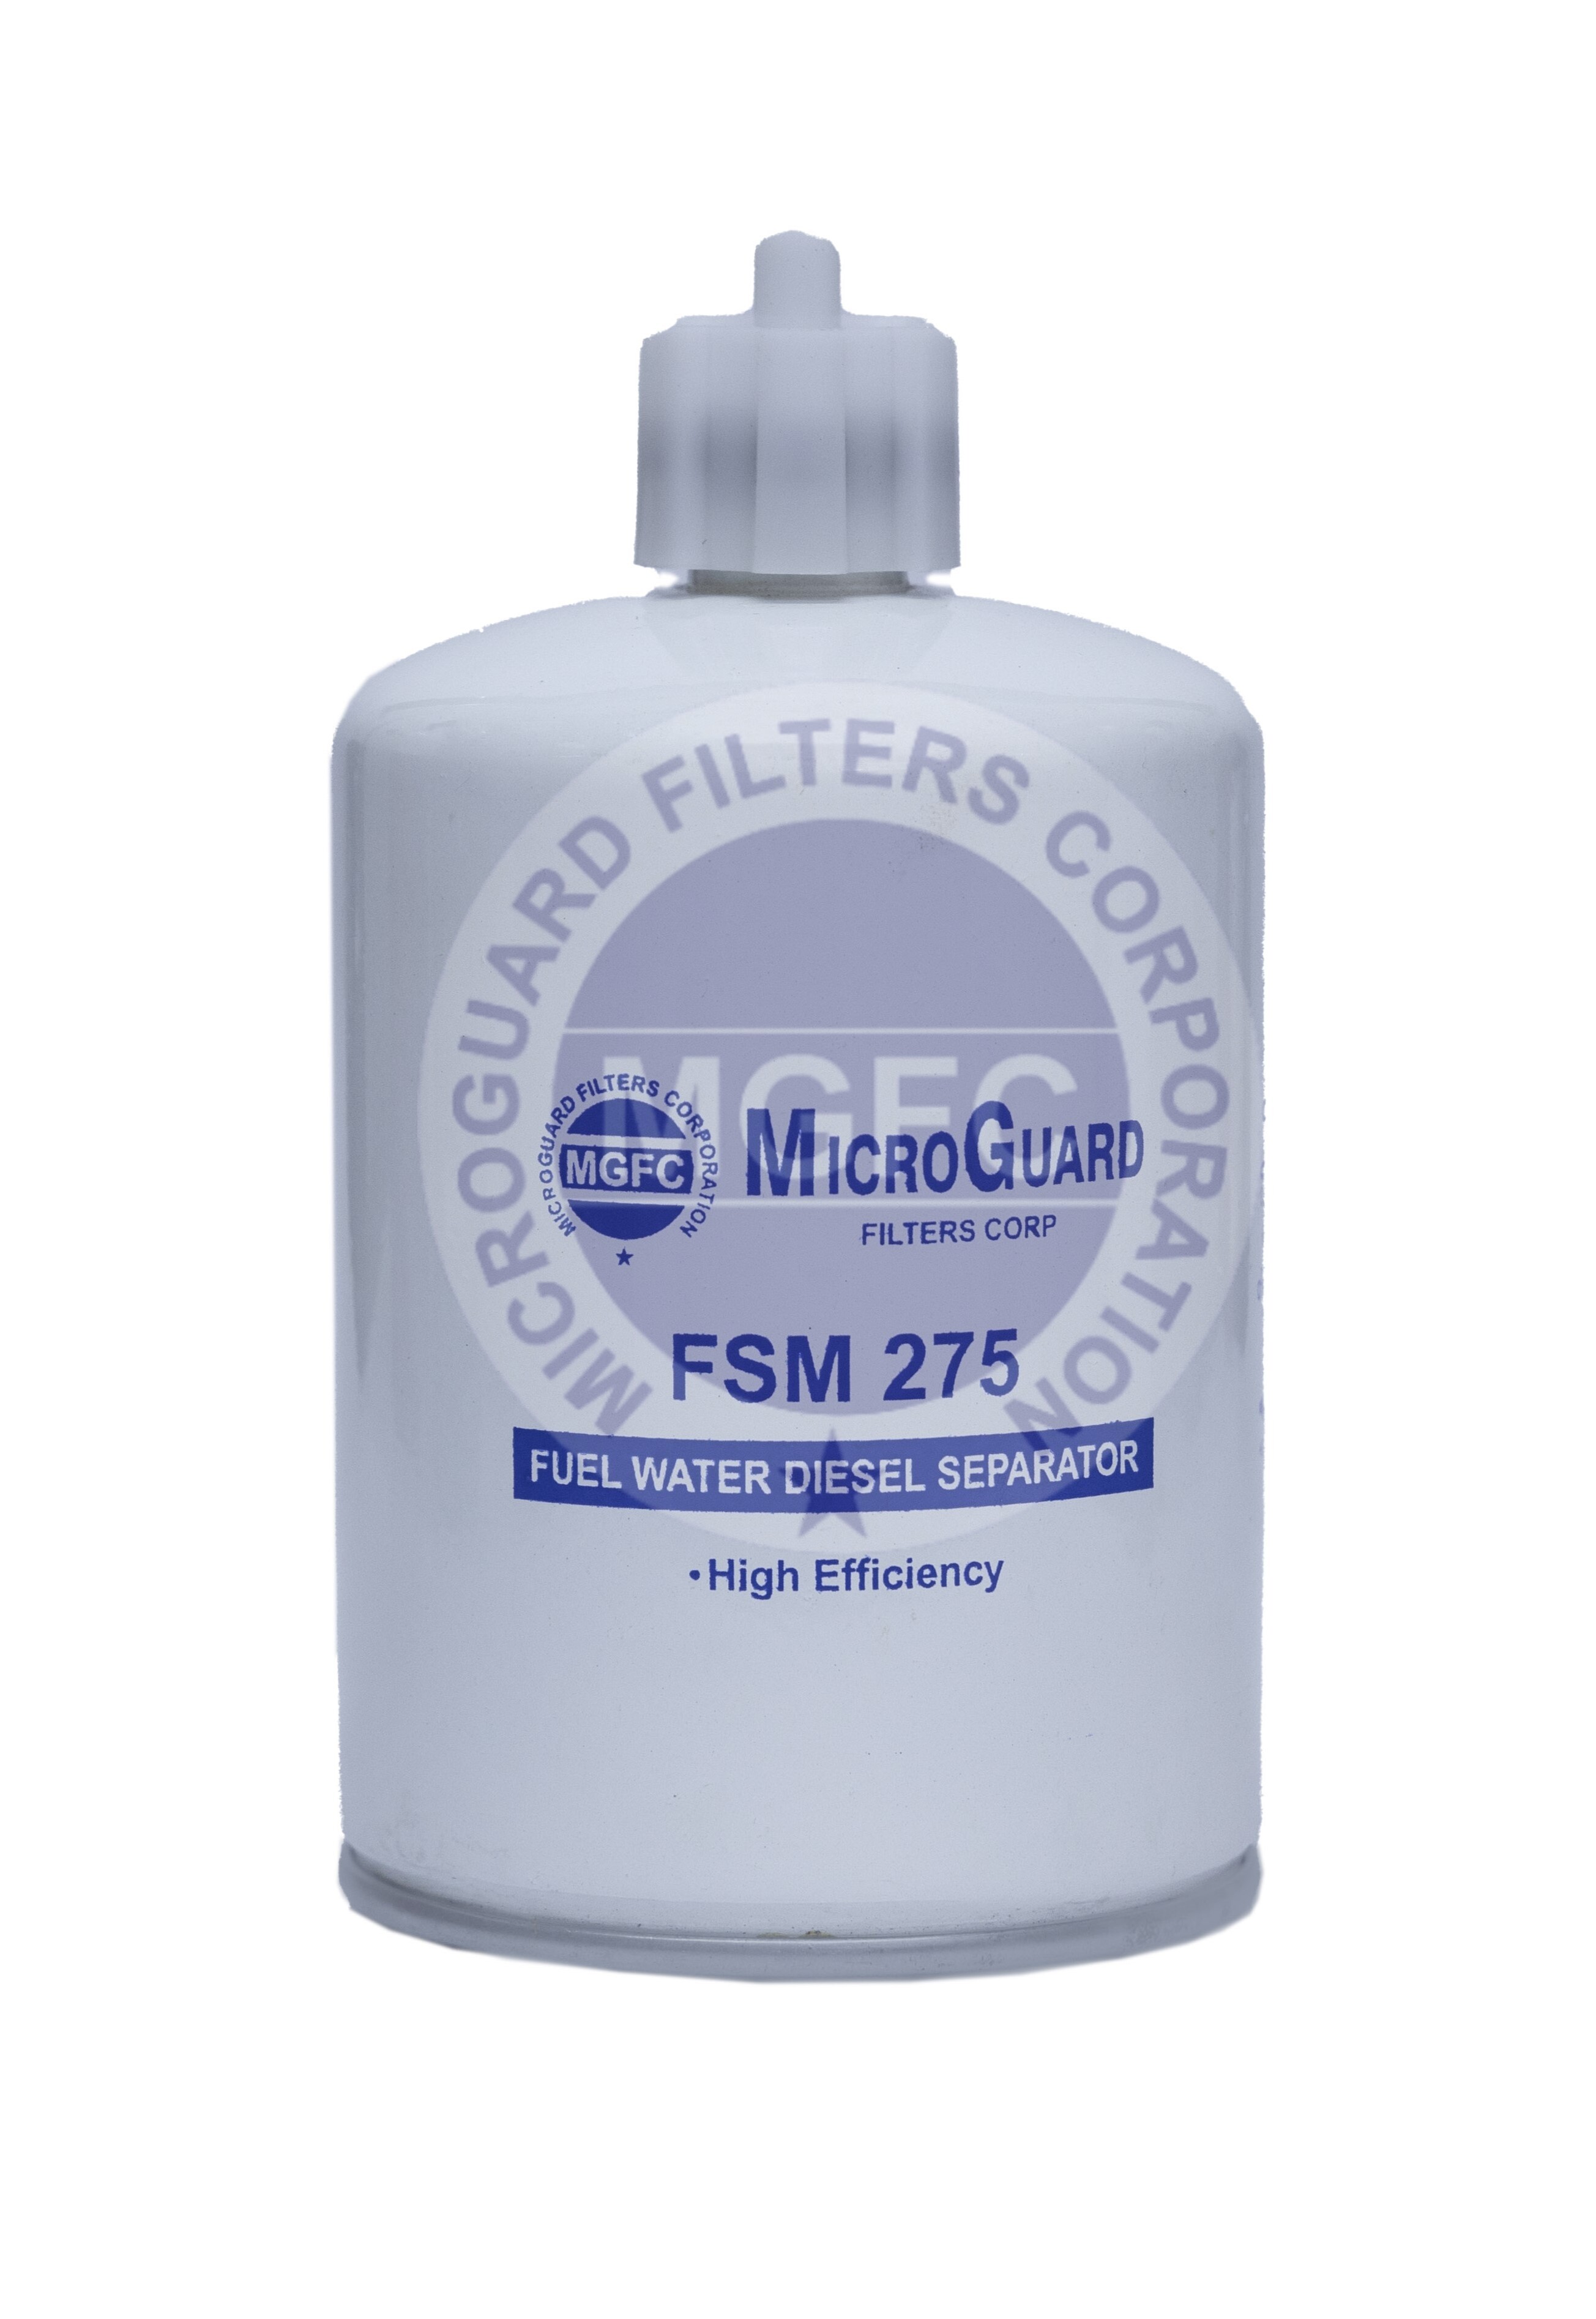 MICROGUARD FILTERS CORPORATION
MGFC
MICROGUARD FILTERS CORPORATION
MGFC
MICROGUARD
FILTERS CORP
FSM 275
FUEL WATER DIESEL SEPARATOR
•High Efficiency